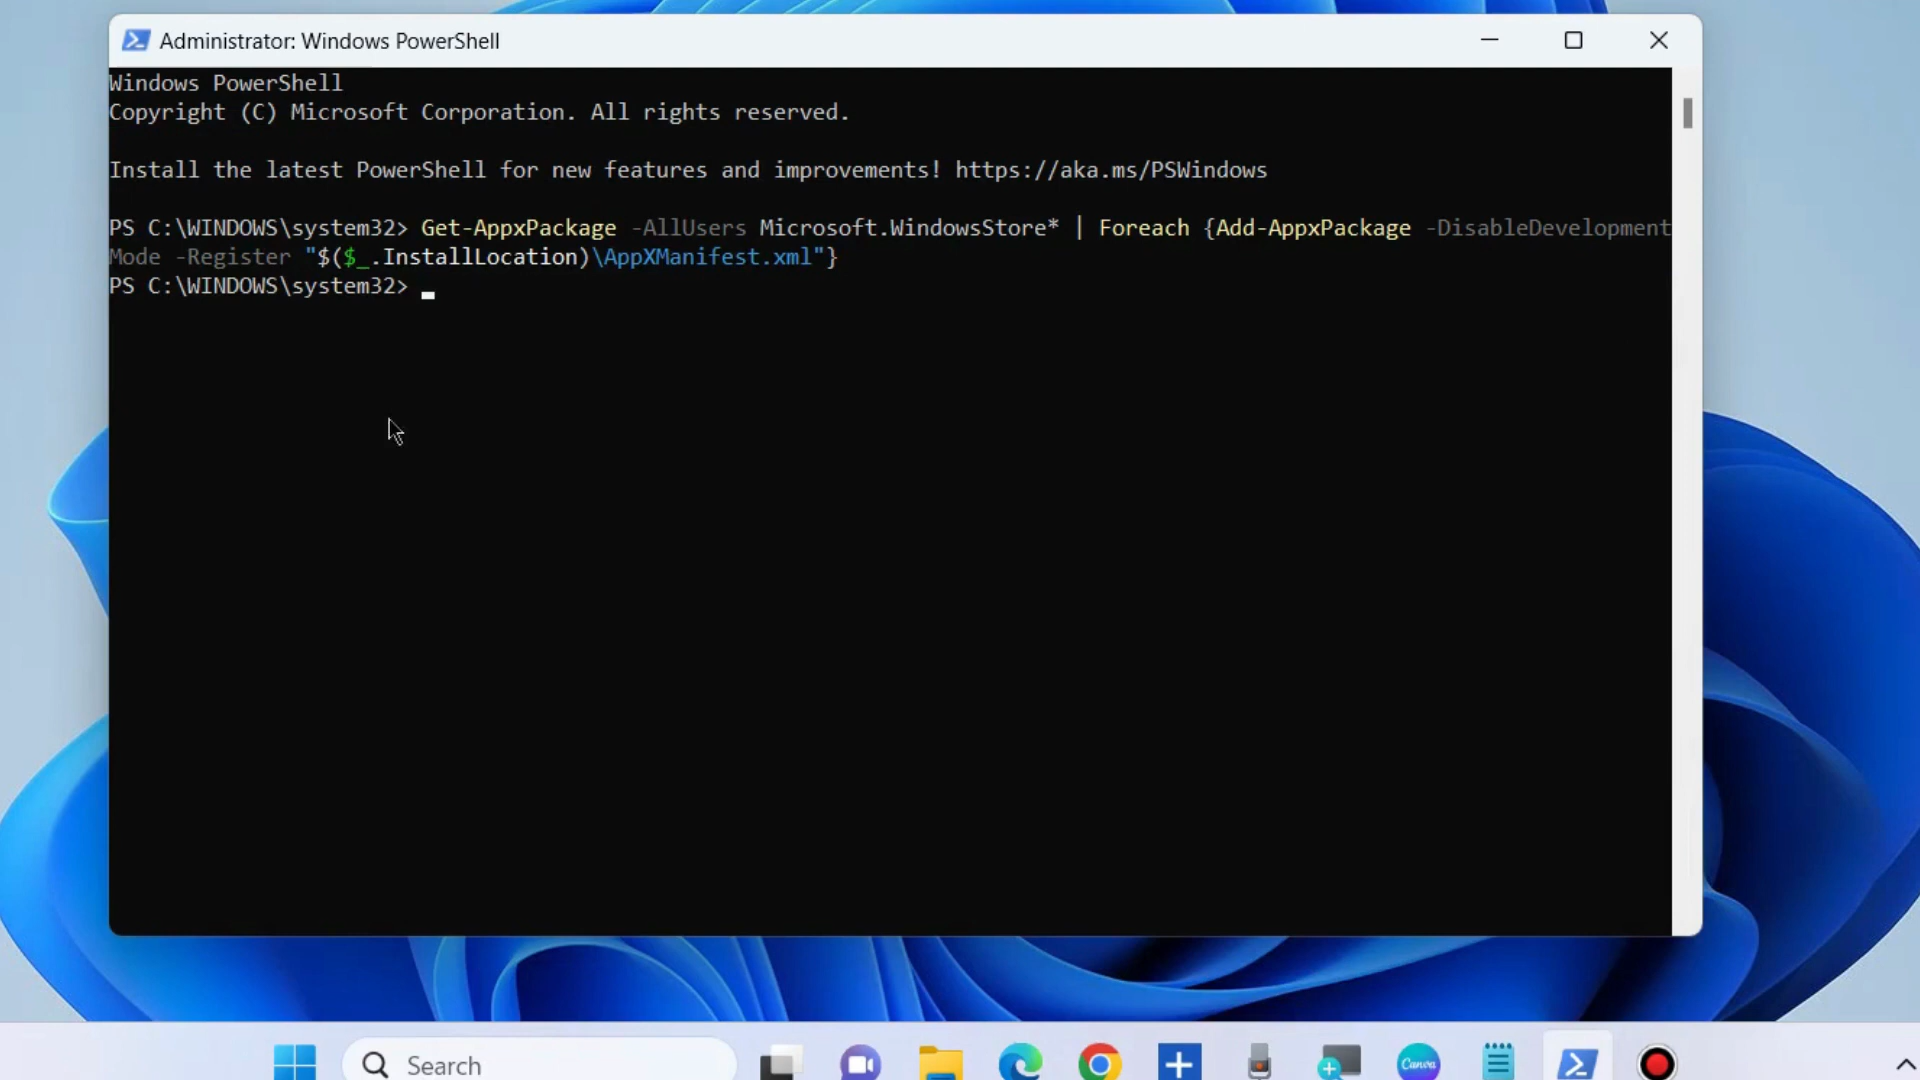 Administrator: Windows PowerShell
Windows PowerShell
Copyright (C) Microsoft Corporation. All rights reserved.
Install the latest PowerShell for new features and improvements! https://aka.ms/PSWindows
PS C:\WINDOWS\system32> Get-AppxPackage -AllUsers Microsoft.WindowsStore* | Foreach {Add-AppxPackage -DisableDevelopment
Mode -Register "$($_.InstallLocation)\AppXManifest.xml"}
PS C:\WINDOWS\system32>
Search
Canva